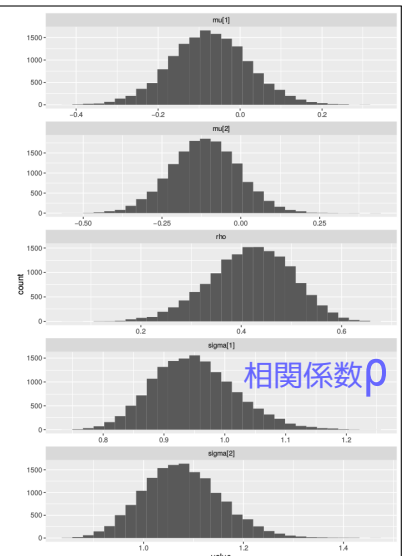 mu[1]
1500
1000
500
0
−0.4 −0.2 0.0 0.2
mu[2]
1500
1000
500
0
−0.50 −0.25 0.00 0.25
rho
1500
1000
500
0
0.2 0.4 0.6
count
sigma[1]
1500
1000
500
0
相関係数ρ
0.8 0.9 1.0 1.1 1.2
sigma[2]
1500
1000
500
0
1.0 1.2 1.4
value